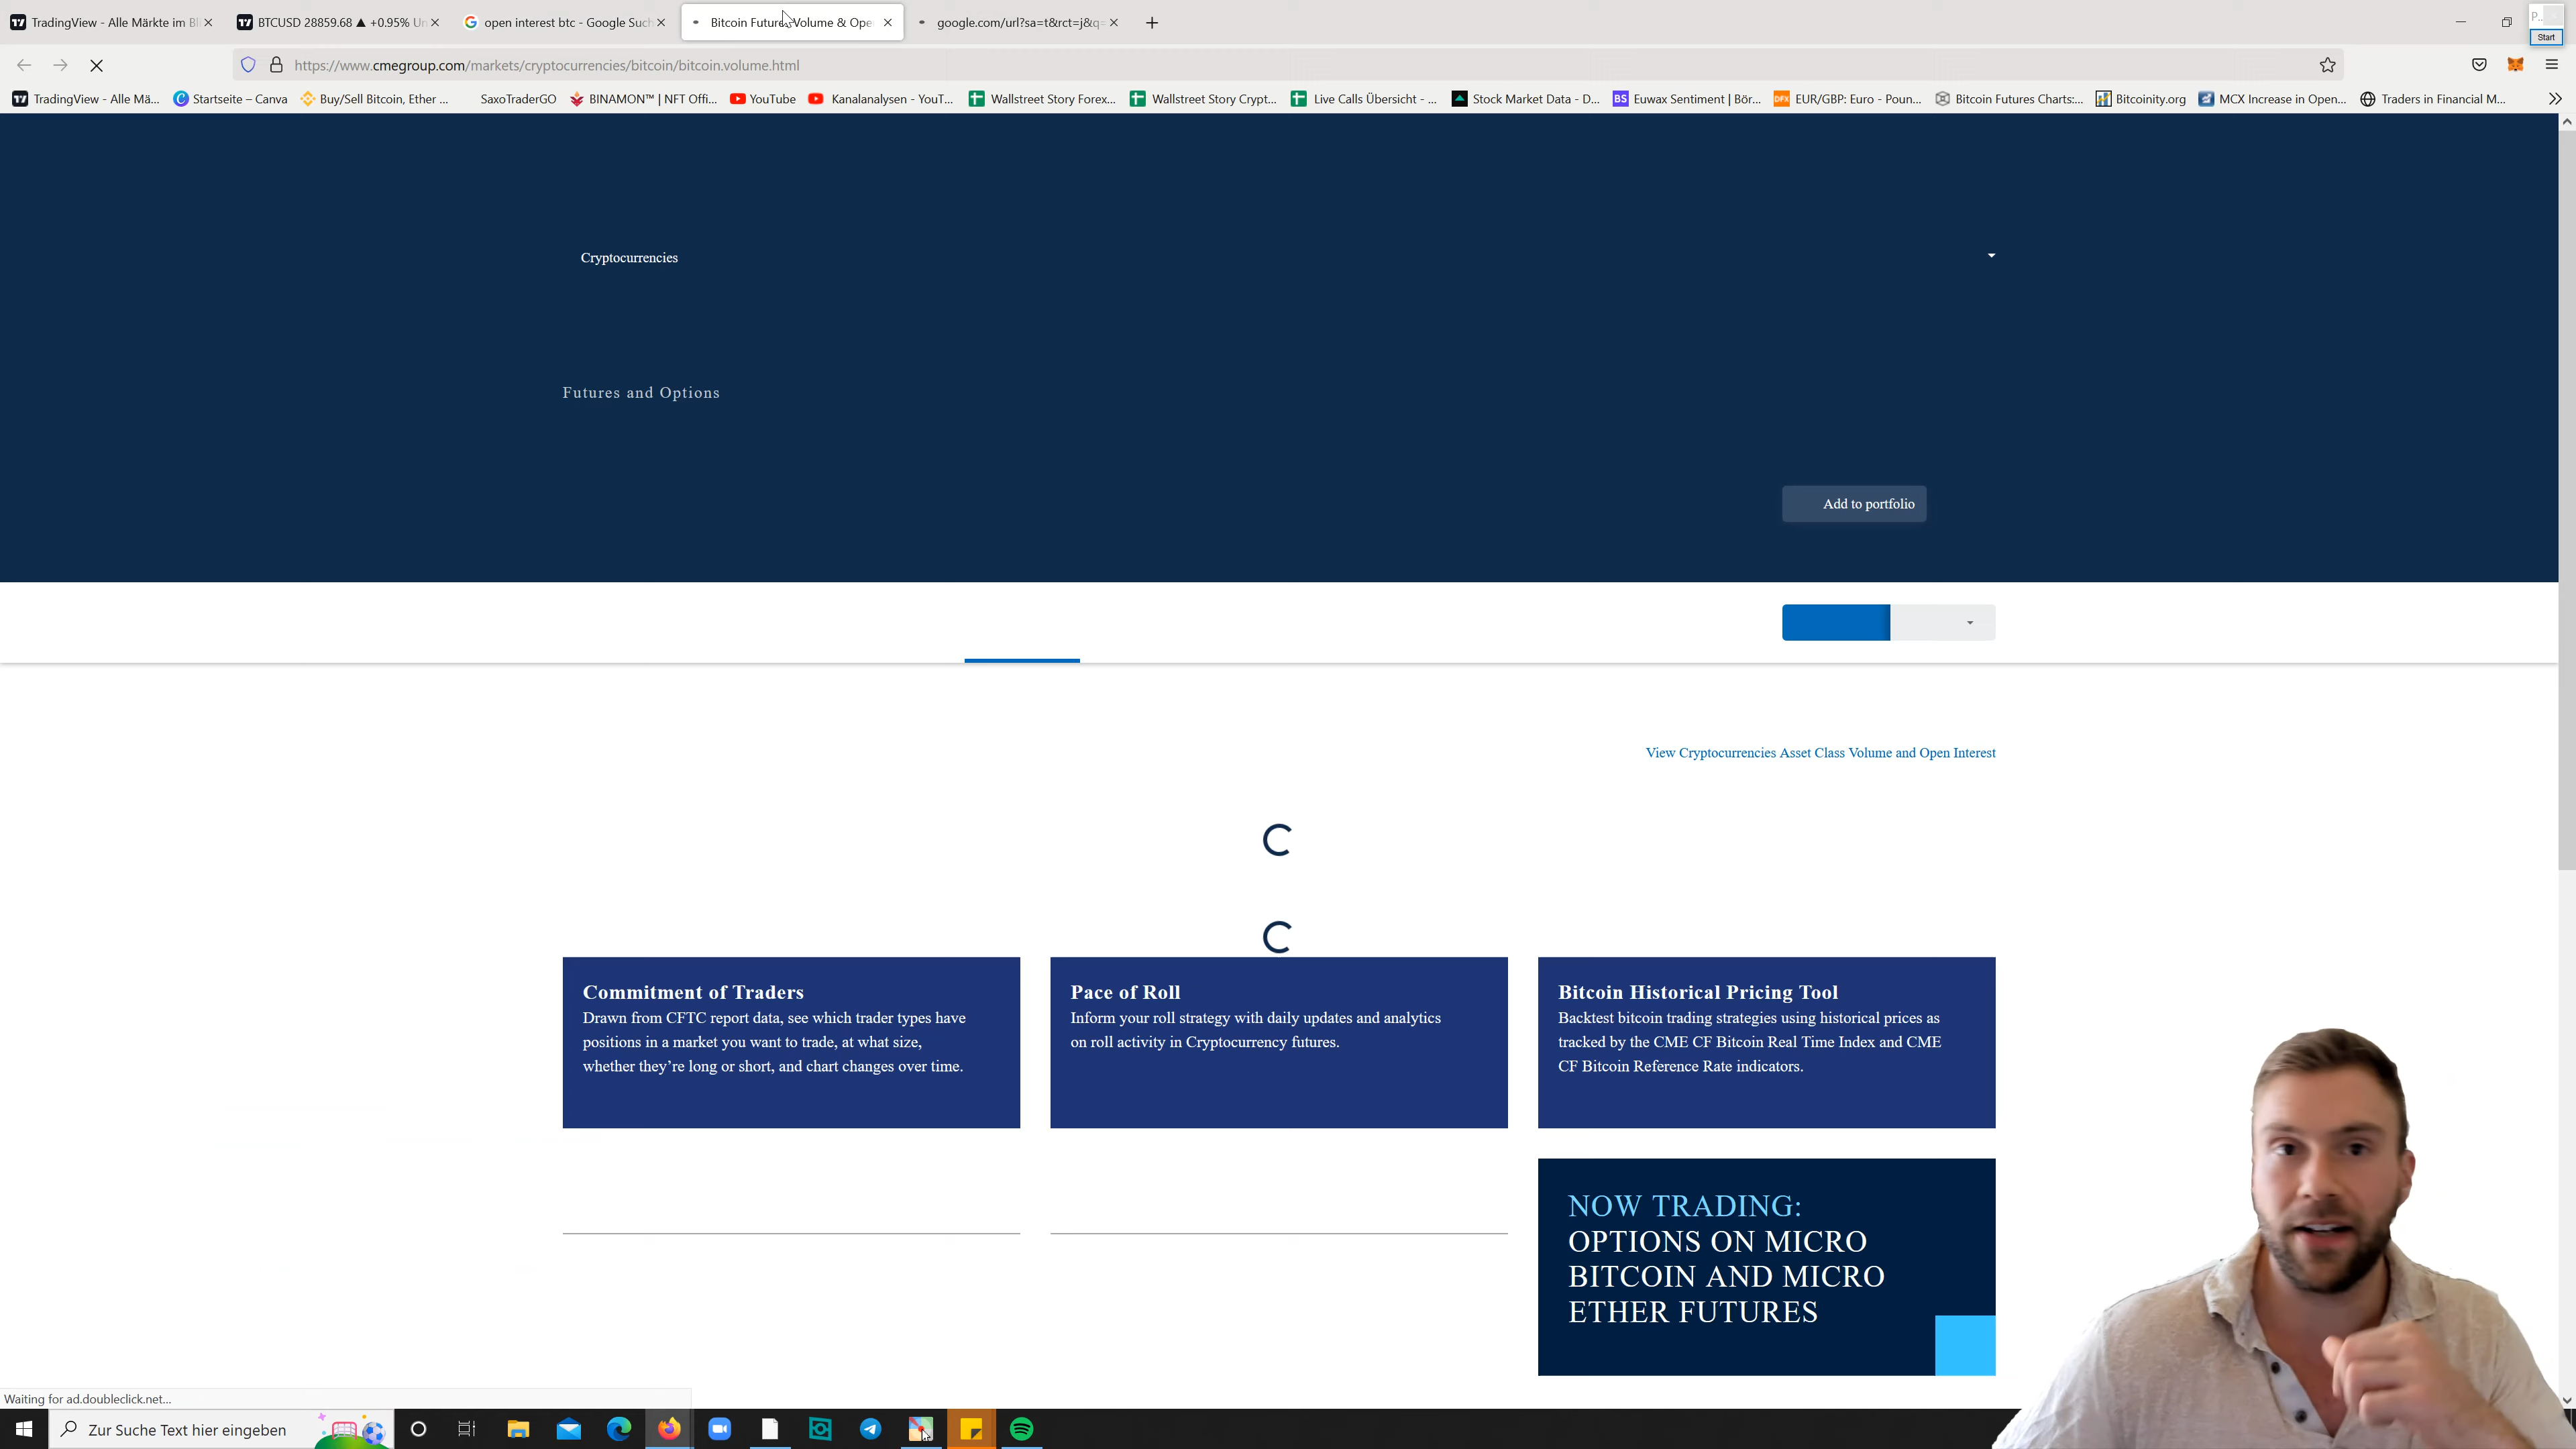 TradingView - Alle Märkte im Bl
BTCUSD 28859.68 ▲ +0.95% Un
open interest btc - Google Such
Bitcoin Future Volume & Ope
google.com/url?sa=t&rct=j&q=
P...
Start
https://www.cmegroup.com/markets/cryptocurrencies/bitcoin/bitcoin.volume.html
TradingView - Alle Mä...
Startseite – Canva
Buy/Sell Bitcoin, Ether ...
SaxoTraderGO
BINAMON™ | NFT Offi...
YouTube
Kanalanalysen - YouT...
Wallstreet Story Forex...
Wallstreet Story Crypt...
Live Calls Übersicht - ...
Stock Market Data - D...
BS Euwax Sentiment | Bör...
DFX EUR/GBP: Euro - Poun...
Bitcoin Futures Charts:...
Bitcoinity.org
MCX Increase in Open...
Traders in Financial M...
Cryptocurrencies
Futures and Options
Add to portfolio
View Cryptocurrencies Asset Class Volume and Open Interest
Commitment of Traders
Drawn from CFTC report data, see which trader types have
positions in a market you want to trade, at what size,
whether they're long or short, and chart changes over time.
Pace of Roll
Inform your roll strategy with daily updates and analytics
on roll activity in Cryptocurrency futures.
Bitcoin Historical Pricing Tool
Backtest bitcoin trading strategies using historical prices as
tracked by the CME CF Bitcoin Real Time Index and CME
CF Bitcoin Reference Rate indicators.
NOW TRADING:
OPTIONS ON MICRO
BITCOIN AND MICRO
ETHER FUTURES
Waiting for ad.doubleclick.net...
Zur Suche Text hier eingeben